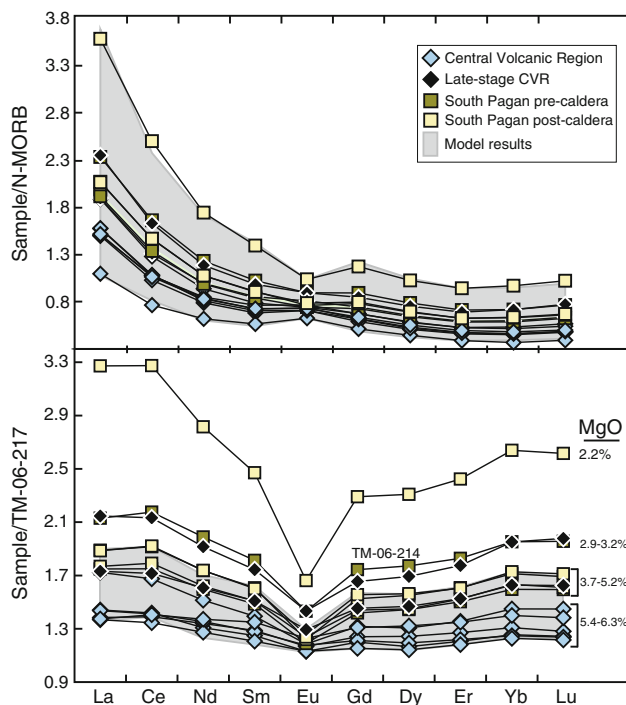 3.8
3.3
2.8
2.3
1.8
1.3
0.8
Sample/N-MORB
Central Volcanic Region
Late-stage CVR
South Pagan pre-caldera
South Pagan post-caldera
Model results
3.3
2.9
2.5
2.1
1.7
1.3
0.9
Sample/TM-06-217
MgO
2.2%
TM-06-214
2.9-3.2%
3.7-5.2%
5.4-6.3%
La Ce Nd Sm Eu Gd Dy Er Yb Lu